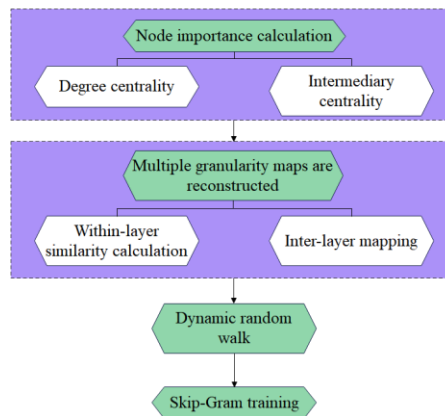 Node importance calculation
Degree centrality
Intermediary
centrality
Multiple granularity maps are
reconstructed
Within-layer
similarity calculation
Inter-layer mapping
Dynamic random
walk
Skip-Gram training